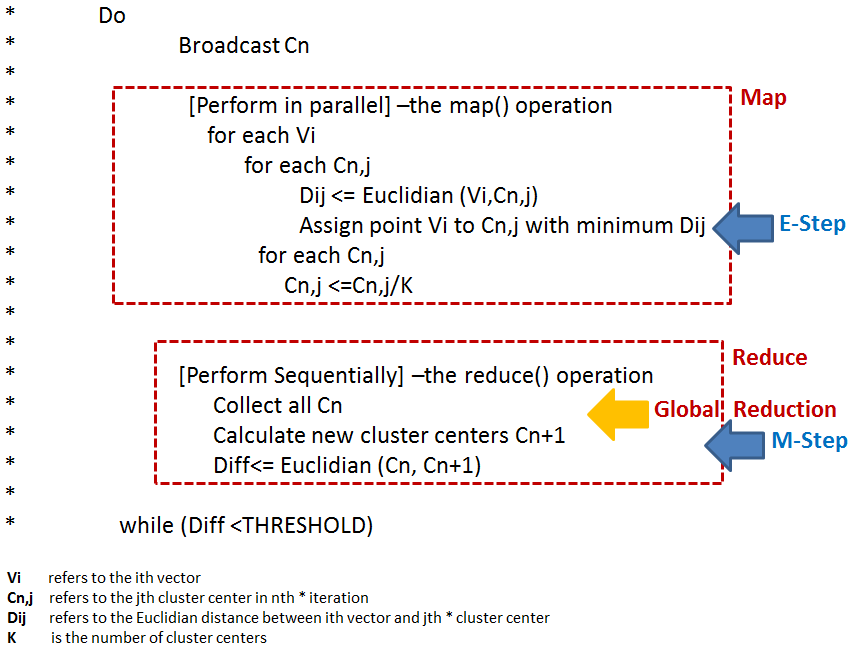 * Do
* Broadcast Cn
*
* [Perform in parallel] –the map() operation Map
* for each Vi
* for each Cn,j
* Dij <= Euclidian (Vi,Cn,j)
* Assign point Vi to Cn,j with minimum Dij E-Step
* for each Cn,j
* Cn,j <=Cn,j/K
*
* Reduce
* [Perform Sequentially] –the reduce() operation
* Collect all Cn Global Reduction
* Calculate new cluster centers Cn+1 M-Step
* Diff<= Euclidian (Cn, Cn+1)
*
* while (Diff <THRESHOLD)
Vi refers to the ith vector
Cn,j refers to the jth cluster center in nth * iteration
Dij refers to the Euclidian distance between ith vector and jth * cluster center
K is the number of cluster centers